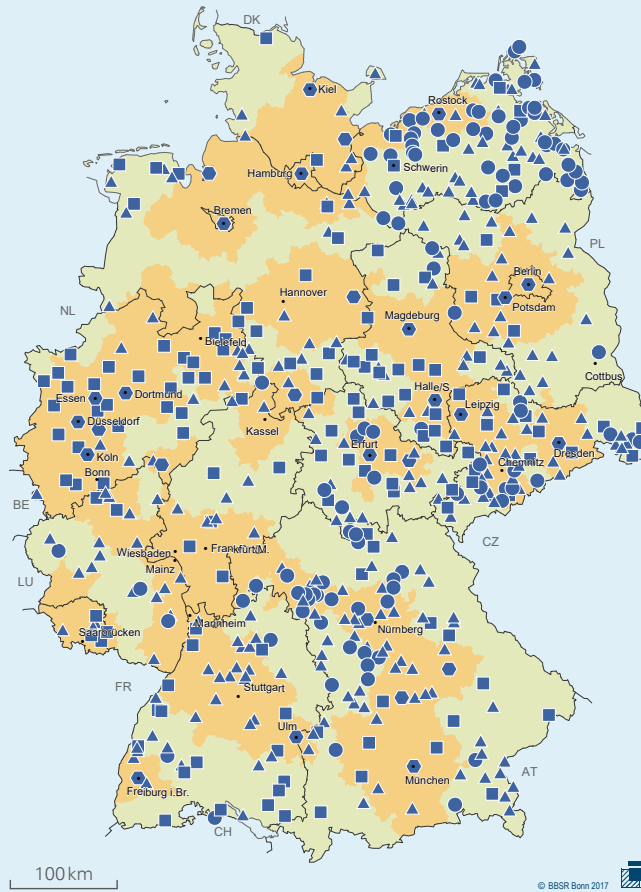 DK
Kiel
Rostock
Hamburg
Schwerin
Bremen
PL
Berlin
NL
Hannover
Potsdam
Magdeburg
Bielefeld
Cottbus
Essen
Dortmund
Halle/S.
Leipzig
Düsseldorf
Kassel
Erfurt
Dresden
Köln
Chemnitz
Bonn
BE
CZ
Wiesbaden
Frankfurt/M.
Mainz
LU
Mannheim
Saarbrücken
Nürnberg
FR
Stuttgart
Ulm
München
AT
Freiburg i.Br.
CH
100 km
© BBSR Bonn 2017